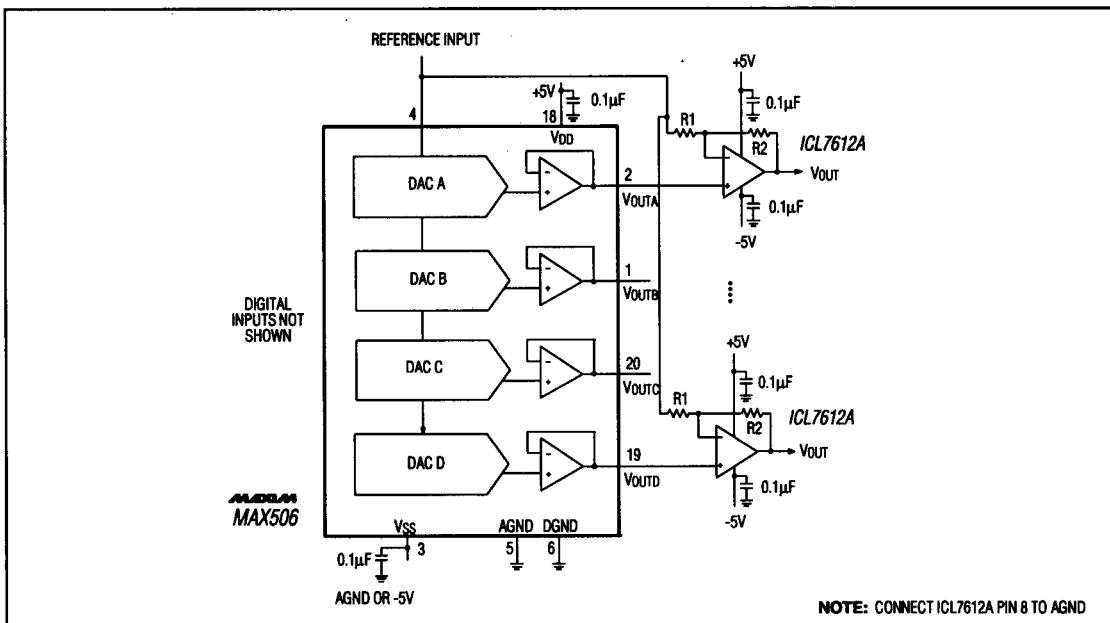 REFERENCE INPUT
+5V
0.1µF
4
+5V
18
0.1µF
VDD
R1
R2
ICL7612A
DAC A
2
VOUTA
VOUT
0.1µF
-5V
DAC B
1
VOUTB
DIGITAL
INPUTS NOT
SHOWN
DAC C
20
VOUTC
+5V
0.1µF
R1
R2
ICL7612A
DAC D
19
VOUTD
VOUT
0.1µF
-5V
MAXIM
MAX506
VSS
AGND
DGND
3
5
6
0.1µF
AGND OR -5V
NOTE: CONNECT ICL7612A PIN 8 TO AGND